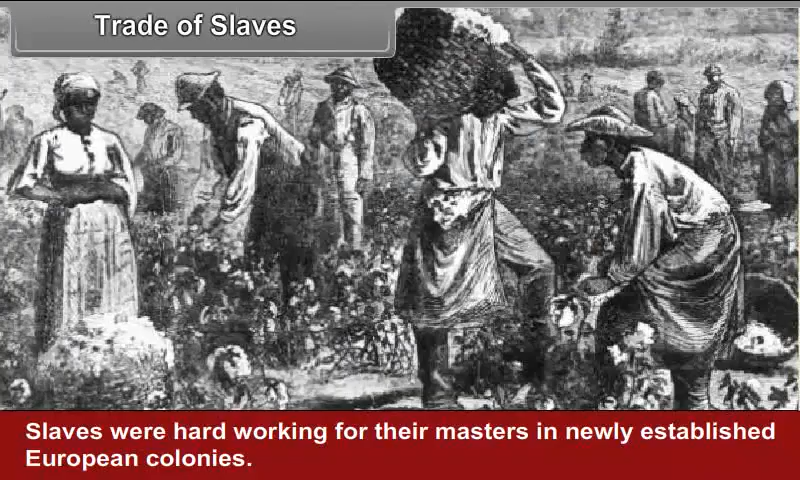 Trade of Slaves
Slaves were hard working for their masters in newly established
European colonies.